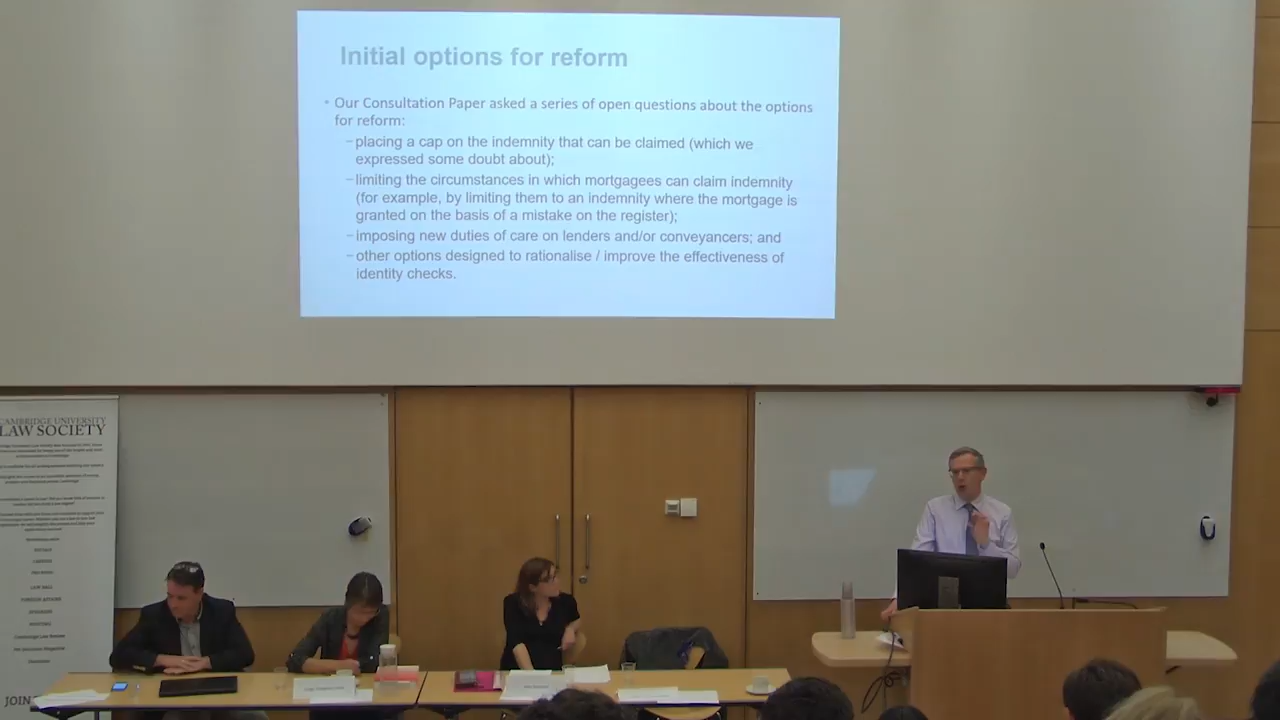 Initial options for reform
• Our Consultation Paper asked a series of open questions about the options
for reform:
–placing a cap on the indemnity that can be claimed (which we
expressed some doubt about);
–limiting the circumstances in which mortgagees can claim indemnity
(for example, by limiting them to an indemnity where the mortgage is
granted on the basis of a mistake on the register);
–imposing new duties of care on lenders and/or conveyancers; and
–other options designed to rationalise / improve the effectiveness of
identity checks.
CAMBRIDGE UNIVERSITY
LAW SOCIETY
JOIN